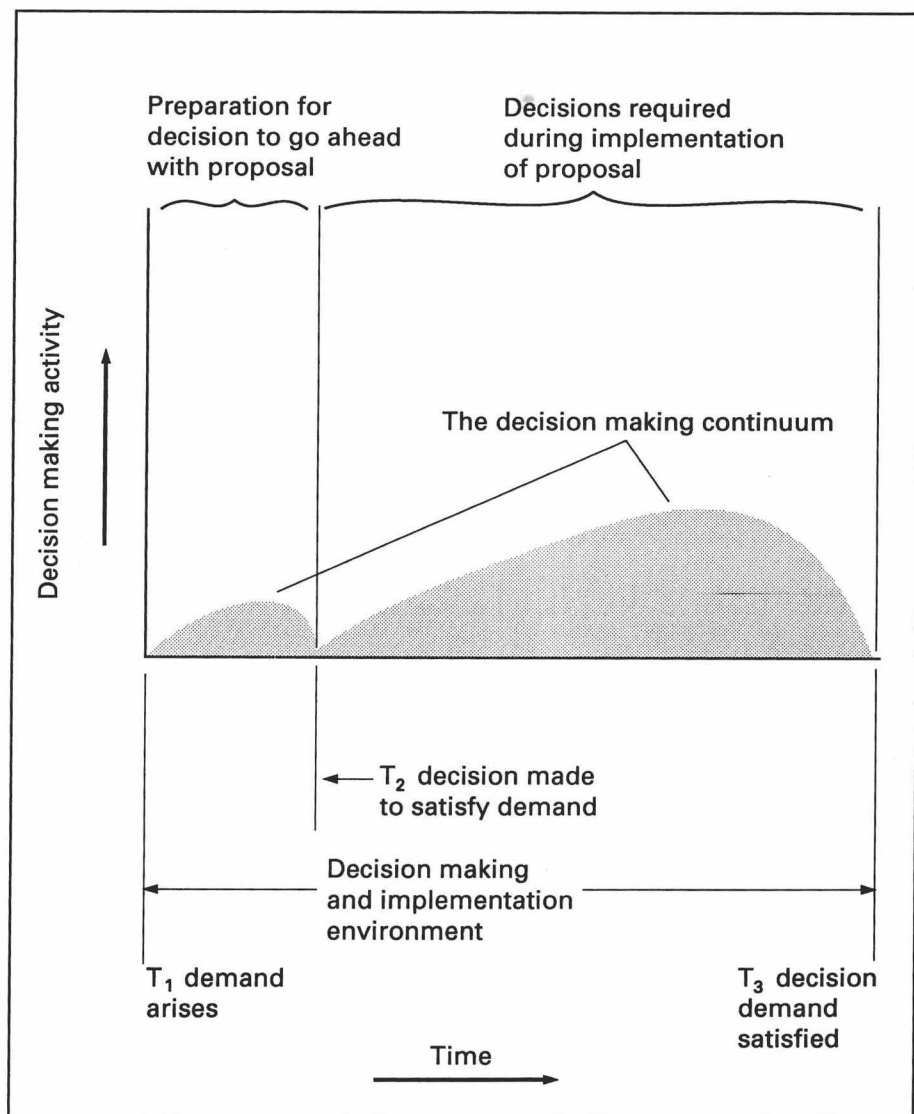 Preparation for
decision to go ahead
with proposal
Decisions required
during implementation
of proposal
Decision making activity
The decision making continuum
T₂ decision made
to satisfy demand
Decision making
and implementation
environment
T₁ demand
arises
T₃ decision
demand
satisfied
Time